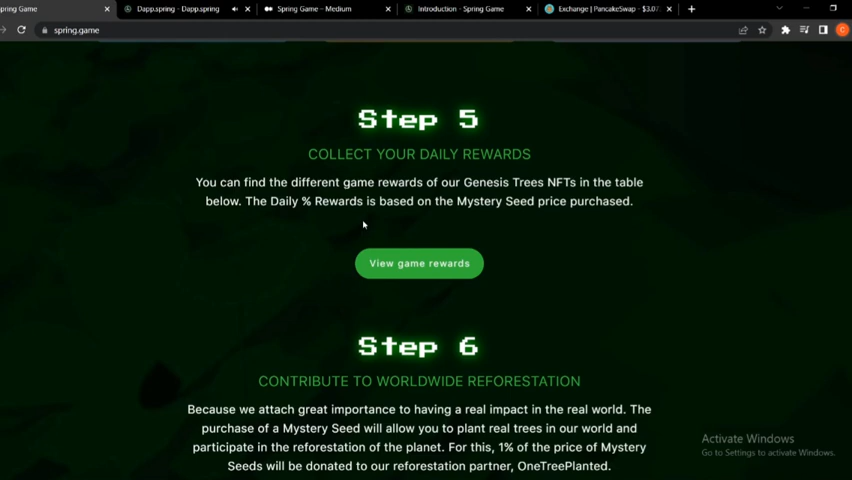 pring Game
Dapp.spring - Dapp.spring
Spring Game – Medium
Introduction - Spring Game
Exchange | PancakeSwap - $3.07
spring.game
C
Step 5
COLLECT YOUR DAILY REWARDS
You can find the different game rewards of our Genesis Trees NFTs in the table
below. The Daily % Rewards is based on the Mystery Seed price purchased.
View game rewards
Step 6
CONTRIBUTE TO WORLDWIDE REFORESTATION
Because we attach great importance to having a real impact in the real world. The
purchase of a Mystery Seed will allow you to plant real trees in our world and
participate in the reforestation of the planet. For this, 1% of the price of Mystery
Seeds will be donated to our reforestation partner, OneTreePlanted.
Activate Windows
Go to Settings to activate Windows.